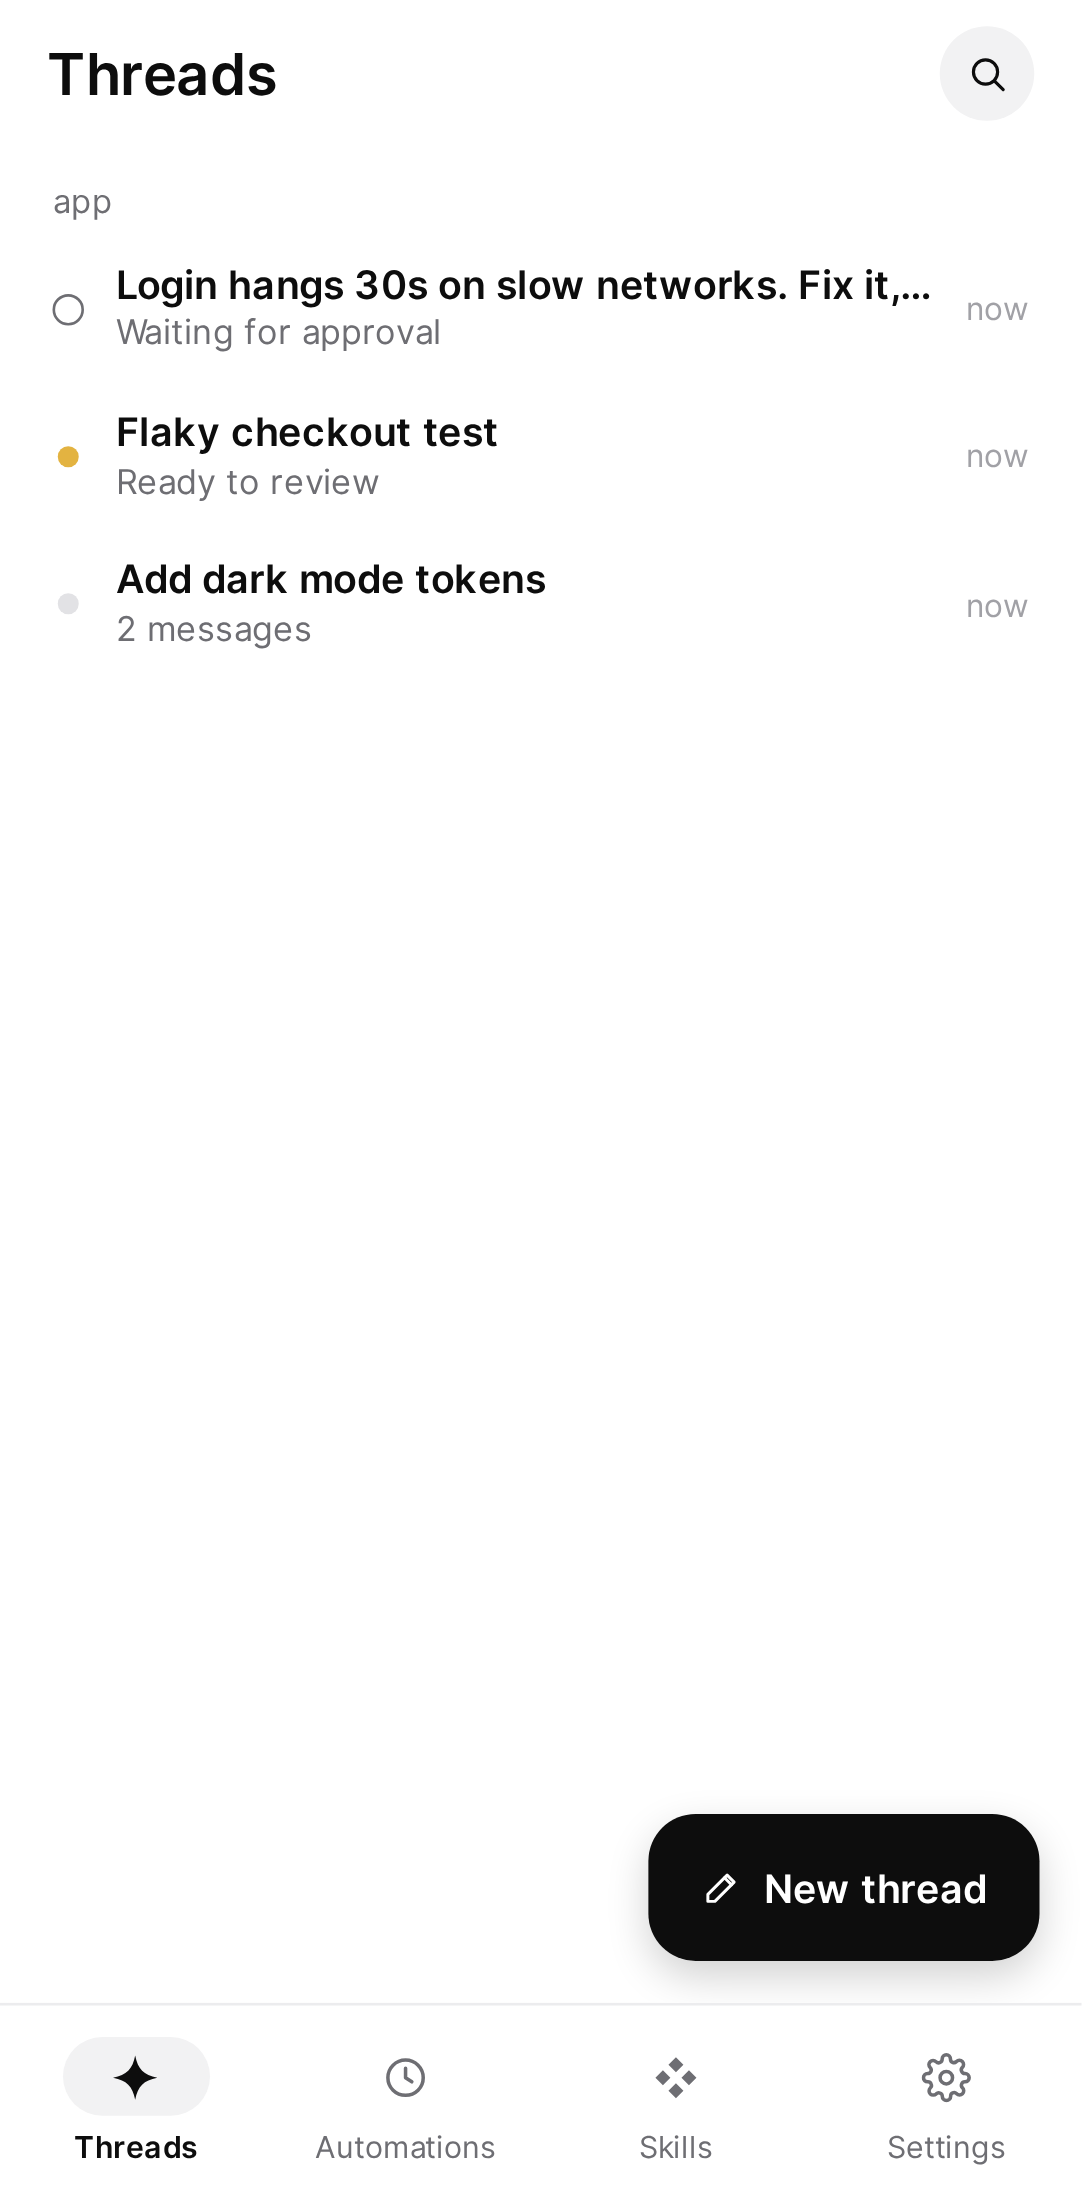 Threads
app
Login hangs 30s on slow networks. Fix it,...
now
Waiting for approval
Flaky checkout test
now
Ready to review
Add dark mode tokens
now
2 messages
New thread
Threads
Automations
Skills
Settings